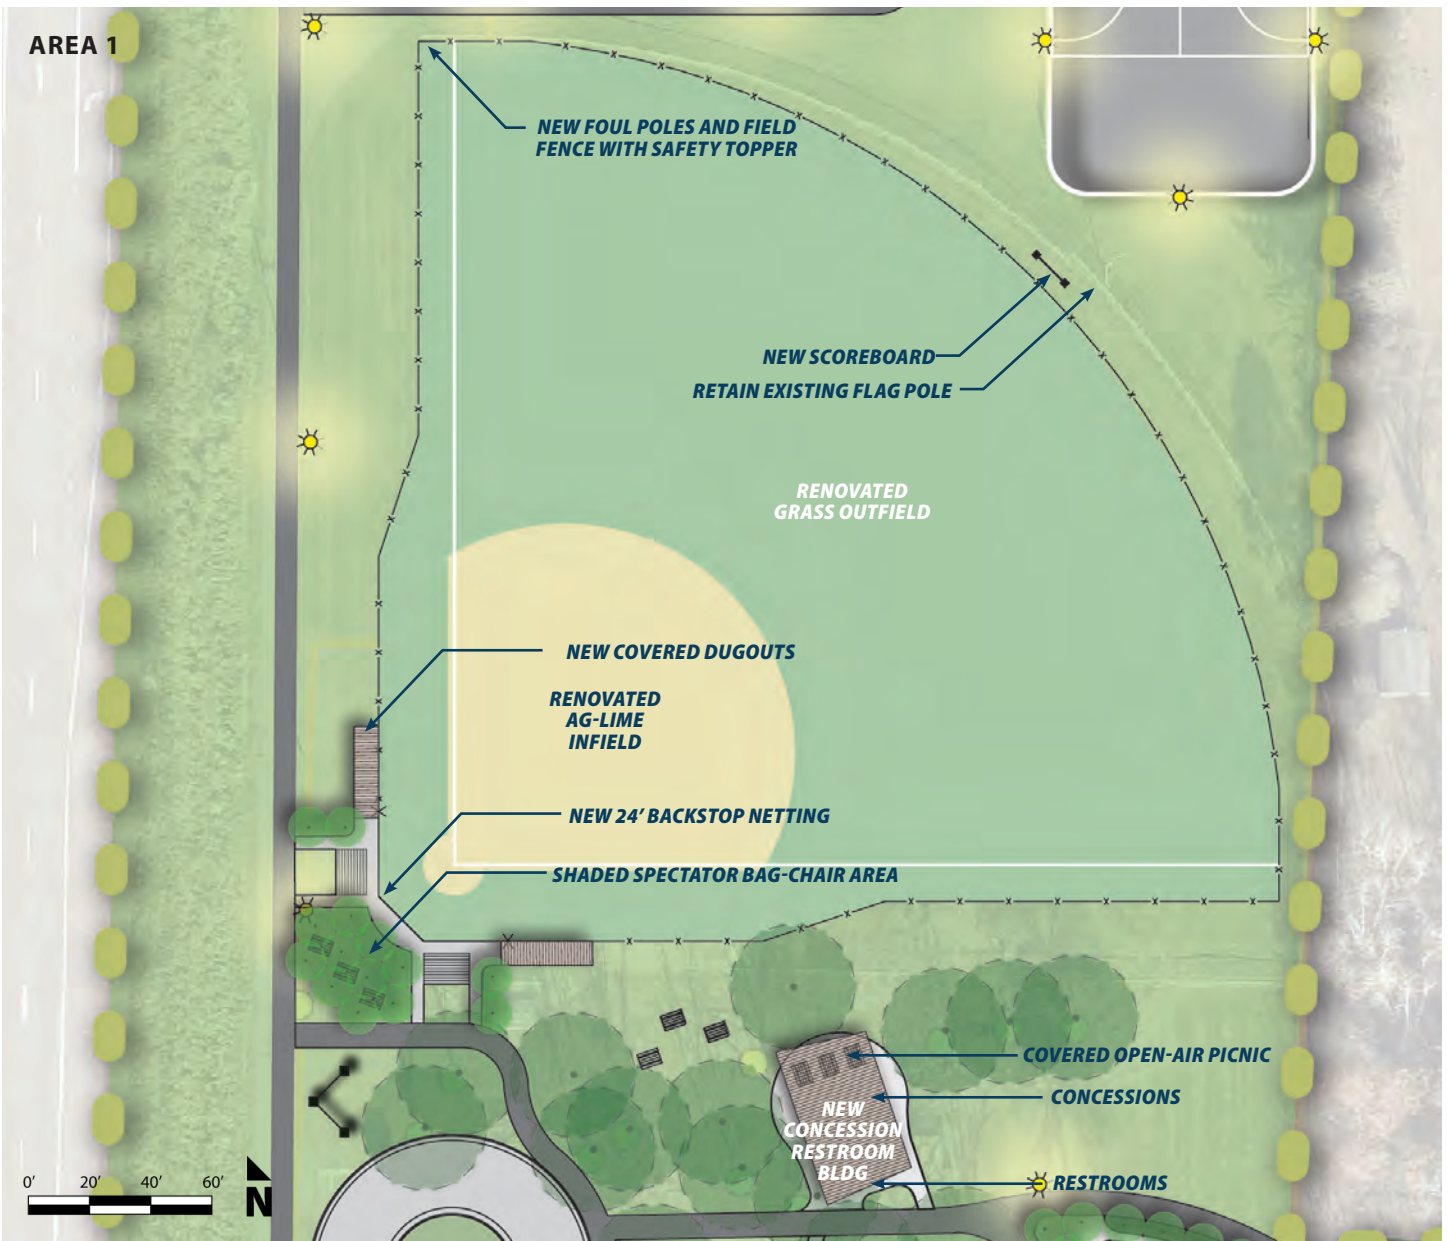 AREA 1
NEW FOUL POLES AND FIELD
FENCE WITH SAFETY TOPPER
NEW SCOREBOARD
RETAIN EXISTING FLAG POLE
RENOVATED
GRASS OUTFIELD
NEW COVERED DUGOUTS
RENOVATED
AG-LIME
INFIELD
NEW 24’ BACKSTOP NETTING
SHADED SPECTATOR BAG-CHAIR AREA
COVERED OPEN-AIR PICNIC
CONCESSIONS
NEW
CONCESSION
RESTROOM
BLDG
RESTROOMS
0’ 20’ 40’ 60’
N